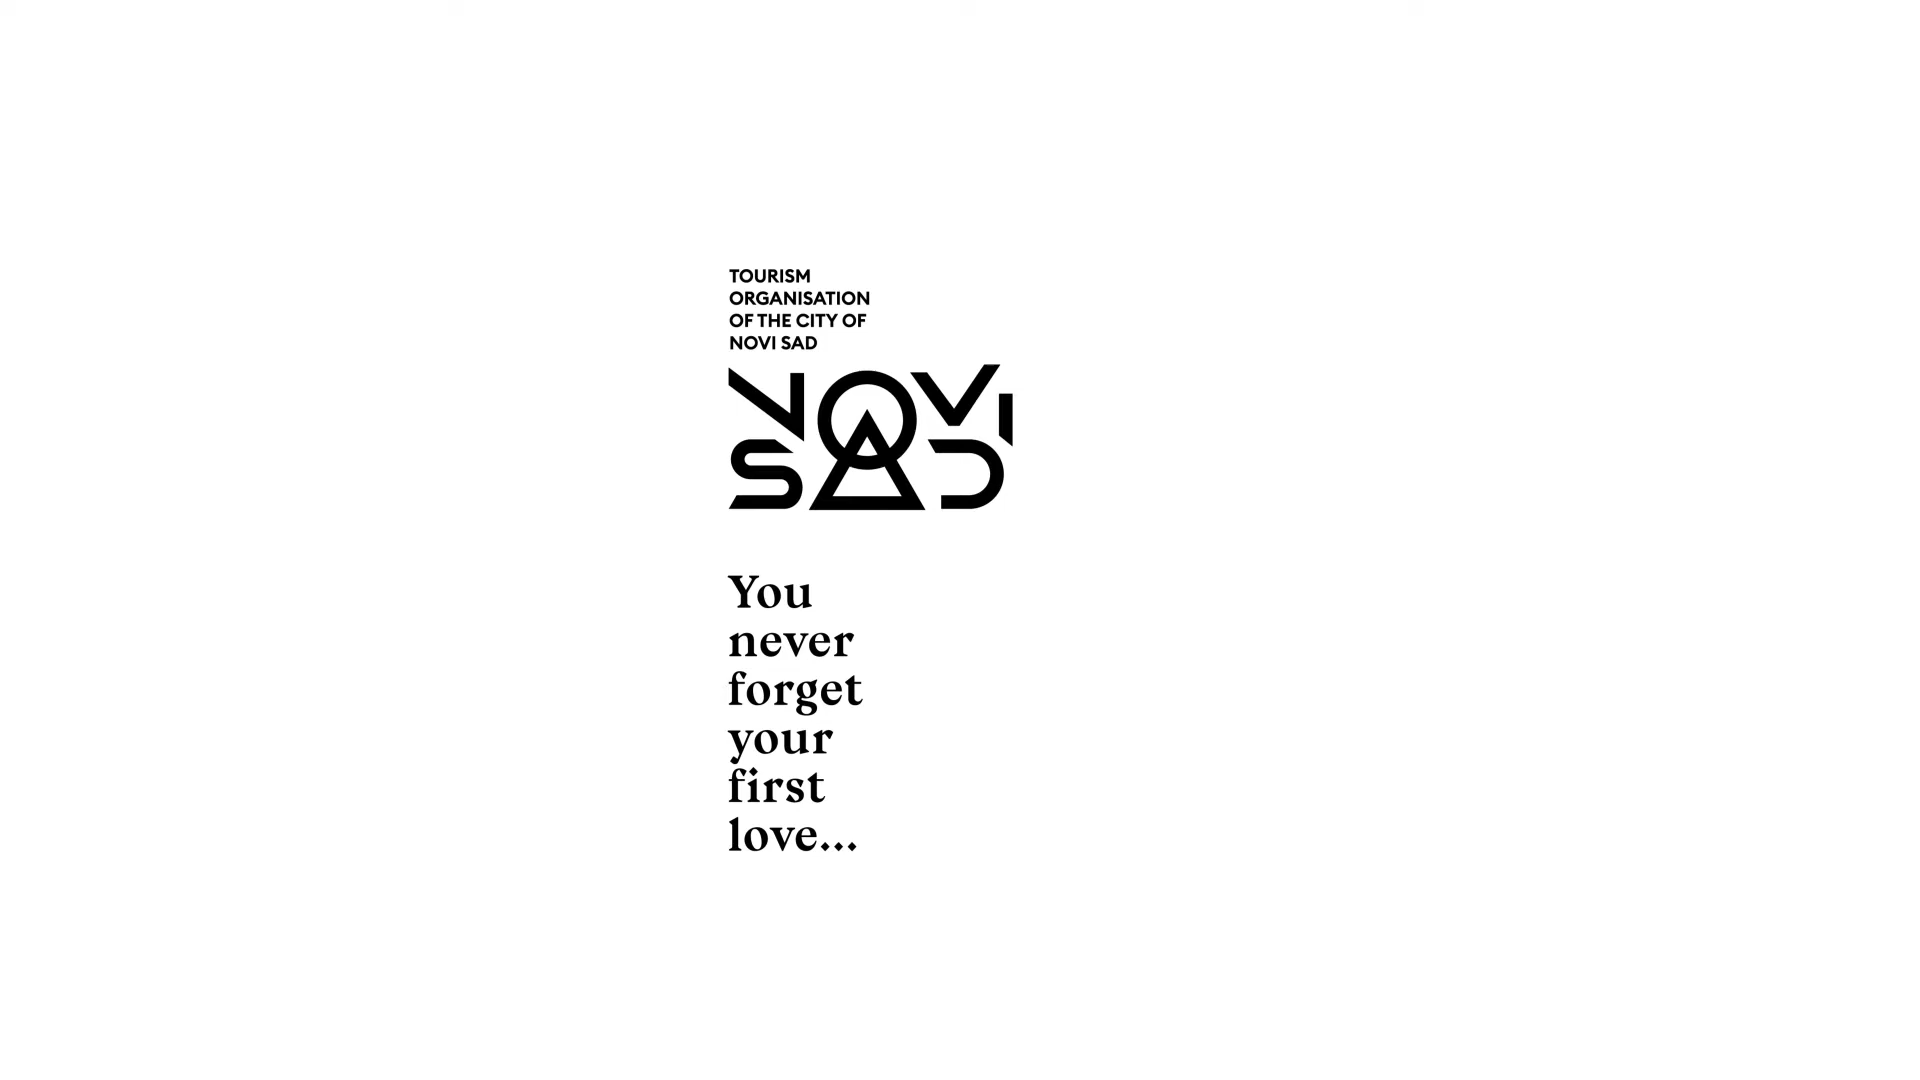 TOURISM
ORGANISATION
OF THE CITY OF
NOVI SAD
NOVI
SAD
You
never
forget
your
first
love...